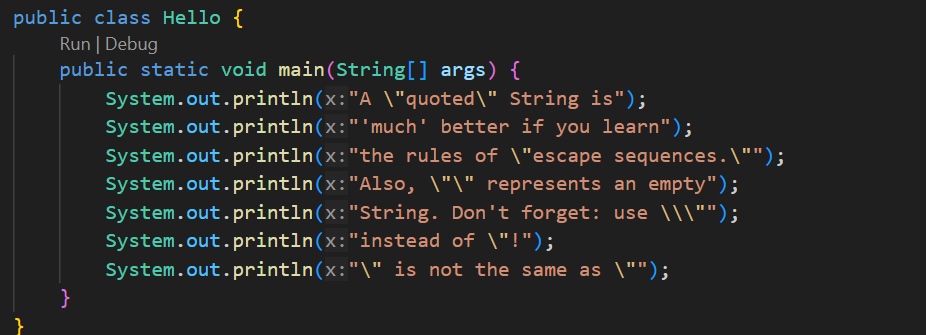 public class Hello {
Run | Debug
public static void main(String[] args) {
System.out.println(x:"A \"quoted\" String is");
System.out.println(x:"'much' better if you learn");
System.out.println(x:"the rules of \"escape sequences.\"");
System.out.println(x:"Also, \"\" represents an empty");
System.out.println(x:"String. Don't forget: use \\\"");
System.out.println(x:"instead of \"!");
System.out.println(x:"\" is not the same as \"");
}
}